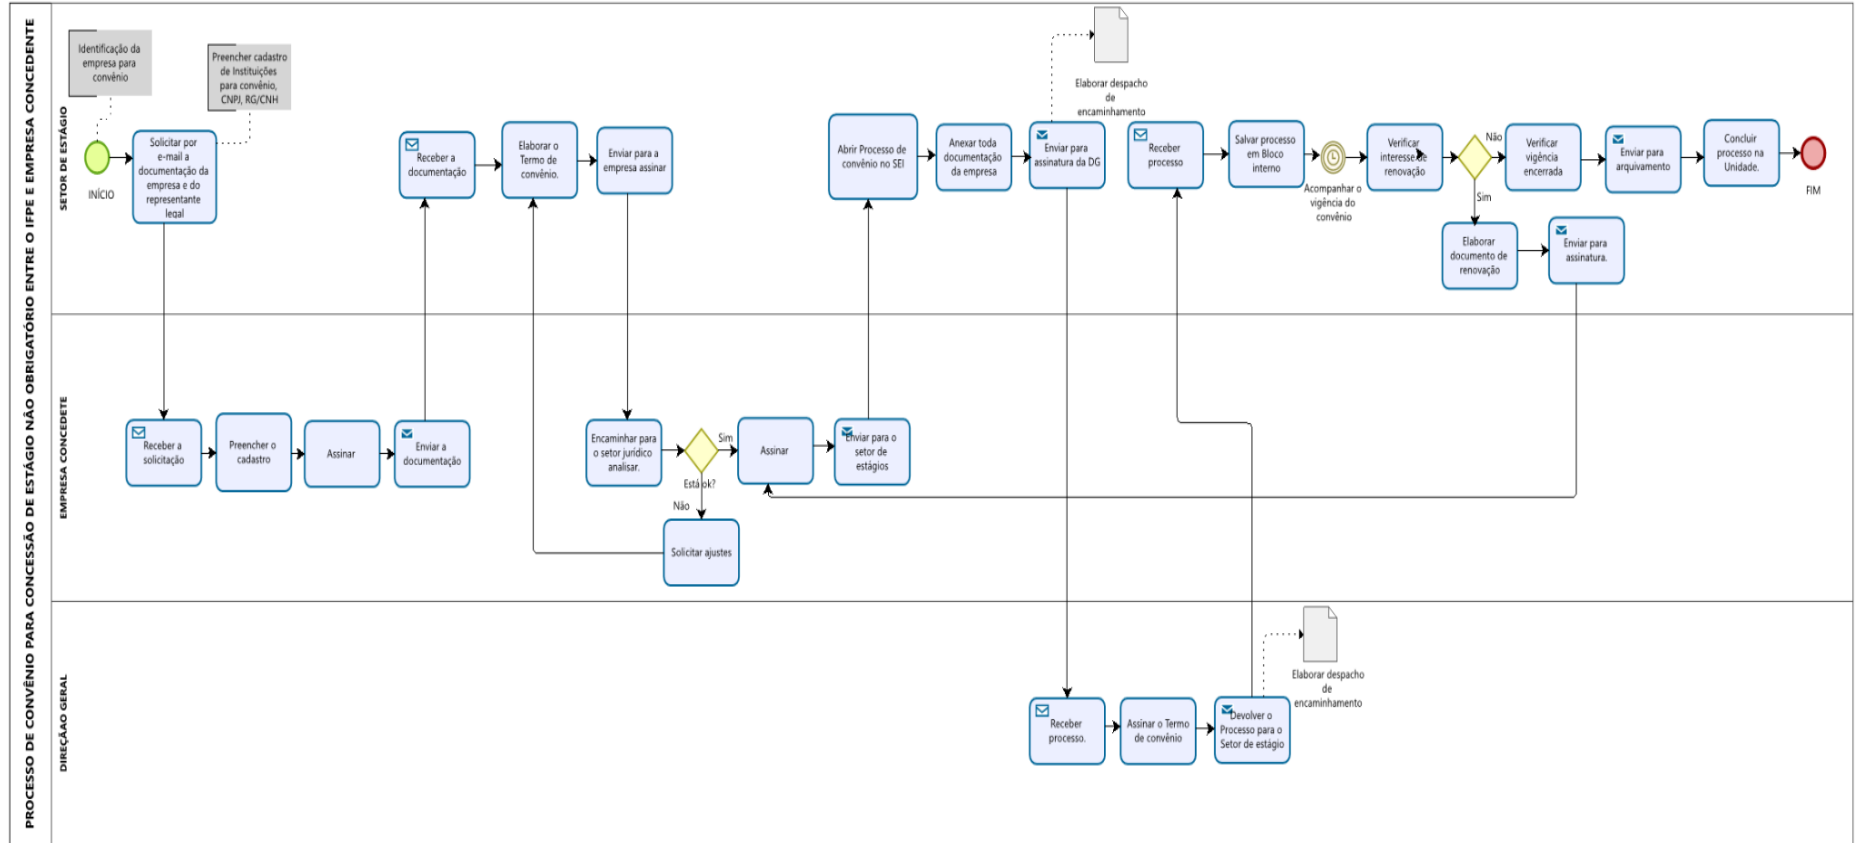 PROCESSO DE CONVÊNIO PARA CONCESSÃO DE ESTÁGIO NÃO OBRIGATÓRIO ENTRE O IFPE E EMPRESA CONCEDENTE
SETOR DE ESTÁGIO
Identificação da
empresa para
convênio
Preencher cadastro
de Instituições
para convênio,
CNPJ, RG/CNH
INÍCIO
Solicitar por
e-mail a
documentação da
empresa e do
representante
legal
Receber a
documentação
Elaborar o
Termo de
convênio.
Enviar para a
empresa assinar
Abrir Processo de
convênio no SEI
Anexar toda
documentação
da empresa
Enviar para
assinatura da DG
Elaborar despacho
de
encaminhamento
Receber
processo
Salvar processo
em Bloco
interno
Acompanhar o
vigência do
convênio
Verificar
interesse de
renovação
Não
Sim
Verificar
vigência
encerrada
Enviar para
arquivamento
Concluir
processo na
Unidade.
FIM
Elaborar
documento de
renovação
Enviar para
assinatura.
EMPRESA CONCEDETE
Receber a
solicitação
Preencher o
cadastro
Assinar
Enviar a
documentação
Encaminhar para
o setor jurídico
analisar.
Está ok?
Sim
Não
Assinar
Enviar para o
setor de
estágios
Solicitar ajustes
DIREÇÃO GERAL
Receber
processo.
Assinar o Termo
de convênio
Devolver o
Processo para o
Setor de estágio
Elaborar despacho
de
encaminhamento